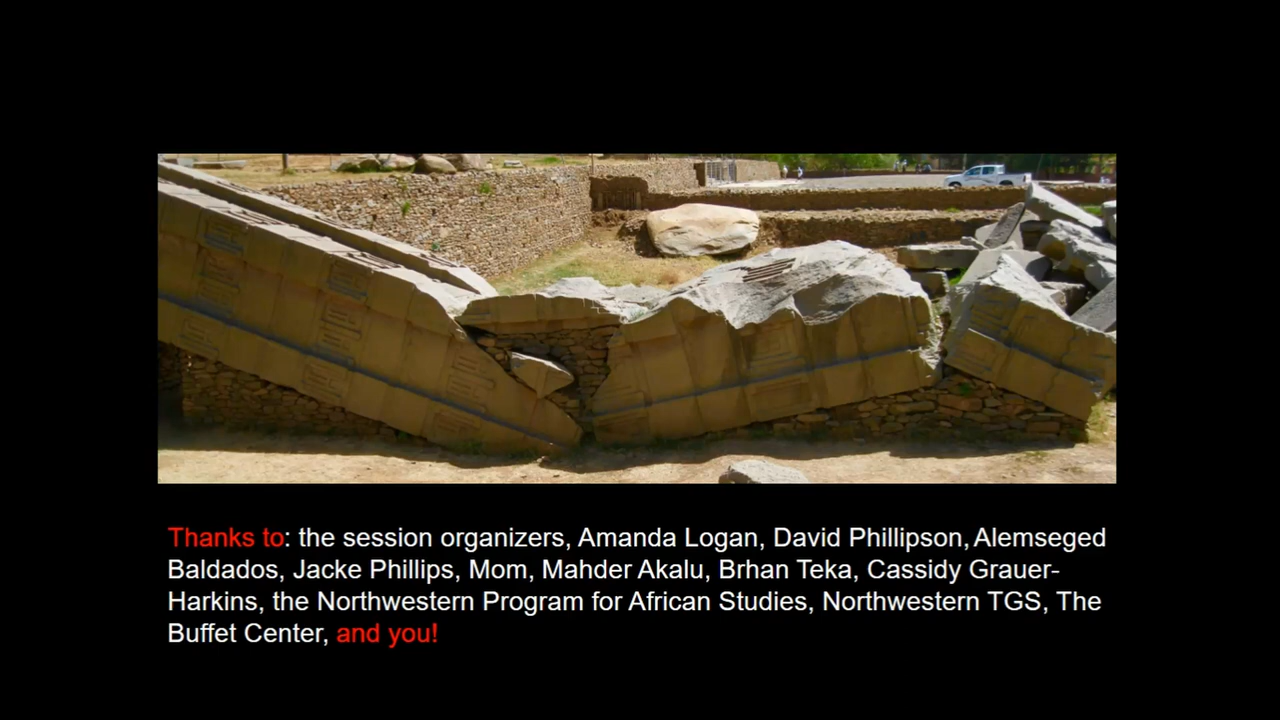 Thanks to: the session organizers, Amanda Logan, David Phillipson, Alemseged
Baldados, Jacke Phillips, Mom, Mahder Akalu, Brhan Teka, Cassidy Grauer-
Harkins, the Northwestern Program for African Studies, Northwestern TGS, The
Buffet Center, and you!